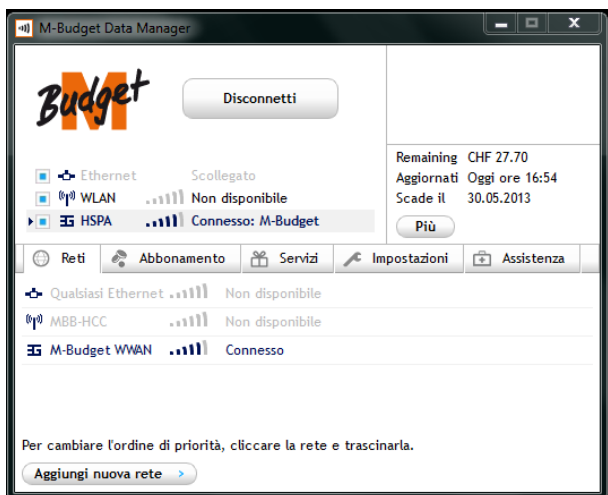 M-Budget Data Manager
M Budget
Disconnetti
Ethernet Scollegato
WLAN Non disponibile
3G HSPA Connesso: M-Budget
Remaining CHF 27.70
Aggiornati Oggi ore 16:54
Scade il 30.05.2013
Più
Reti Abbonamento Servizi Impostazioni Assistenza
Qualsiasi Ethernet Non disponibile
MBB-HCC Non disponibile
3G M-Budget WWAN Connesso
Per cambiare l'ordine di priorità, cliccare la rete e trascinarla.
Aggiungi nuova rete